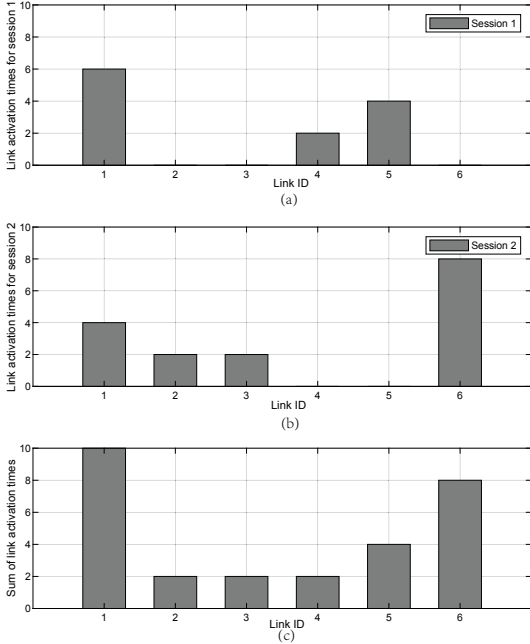 Link activation times for session 1
10
8
6
4
2
0
Session 1
1 2 3 4 5 6
Link ID
(a)
Link activation times for session 2
10
8
6
4
2
0
Session 2
1 2 3 4 5 6
Link ID
(b)
Sum of link activation times
10
8
6
4
2
0
1 2 3 4 5 6
Link ID
(c)